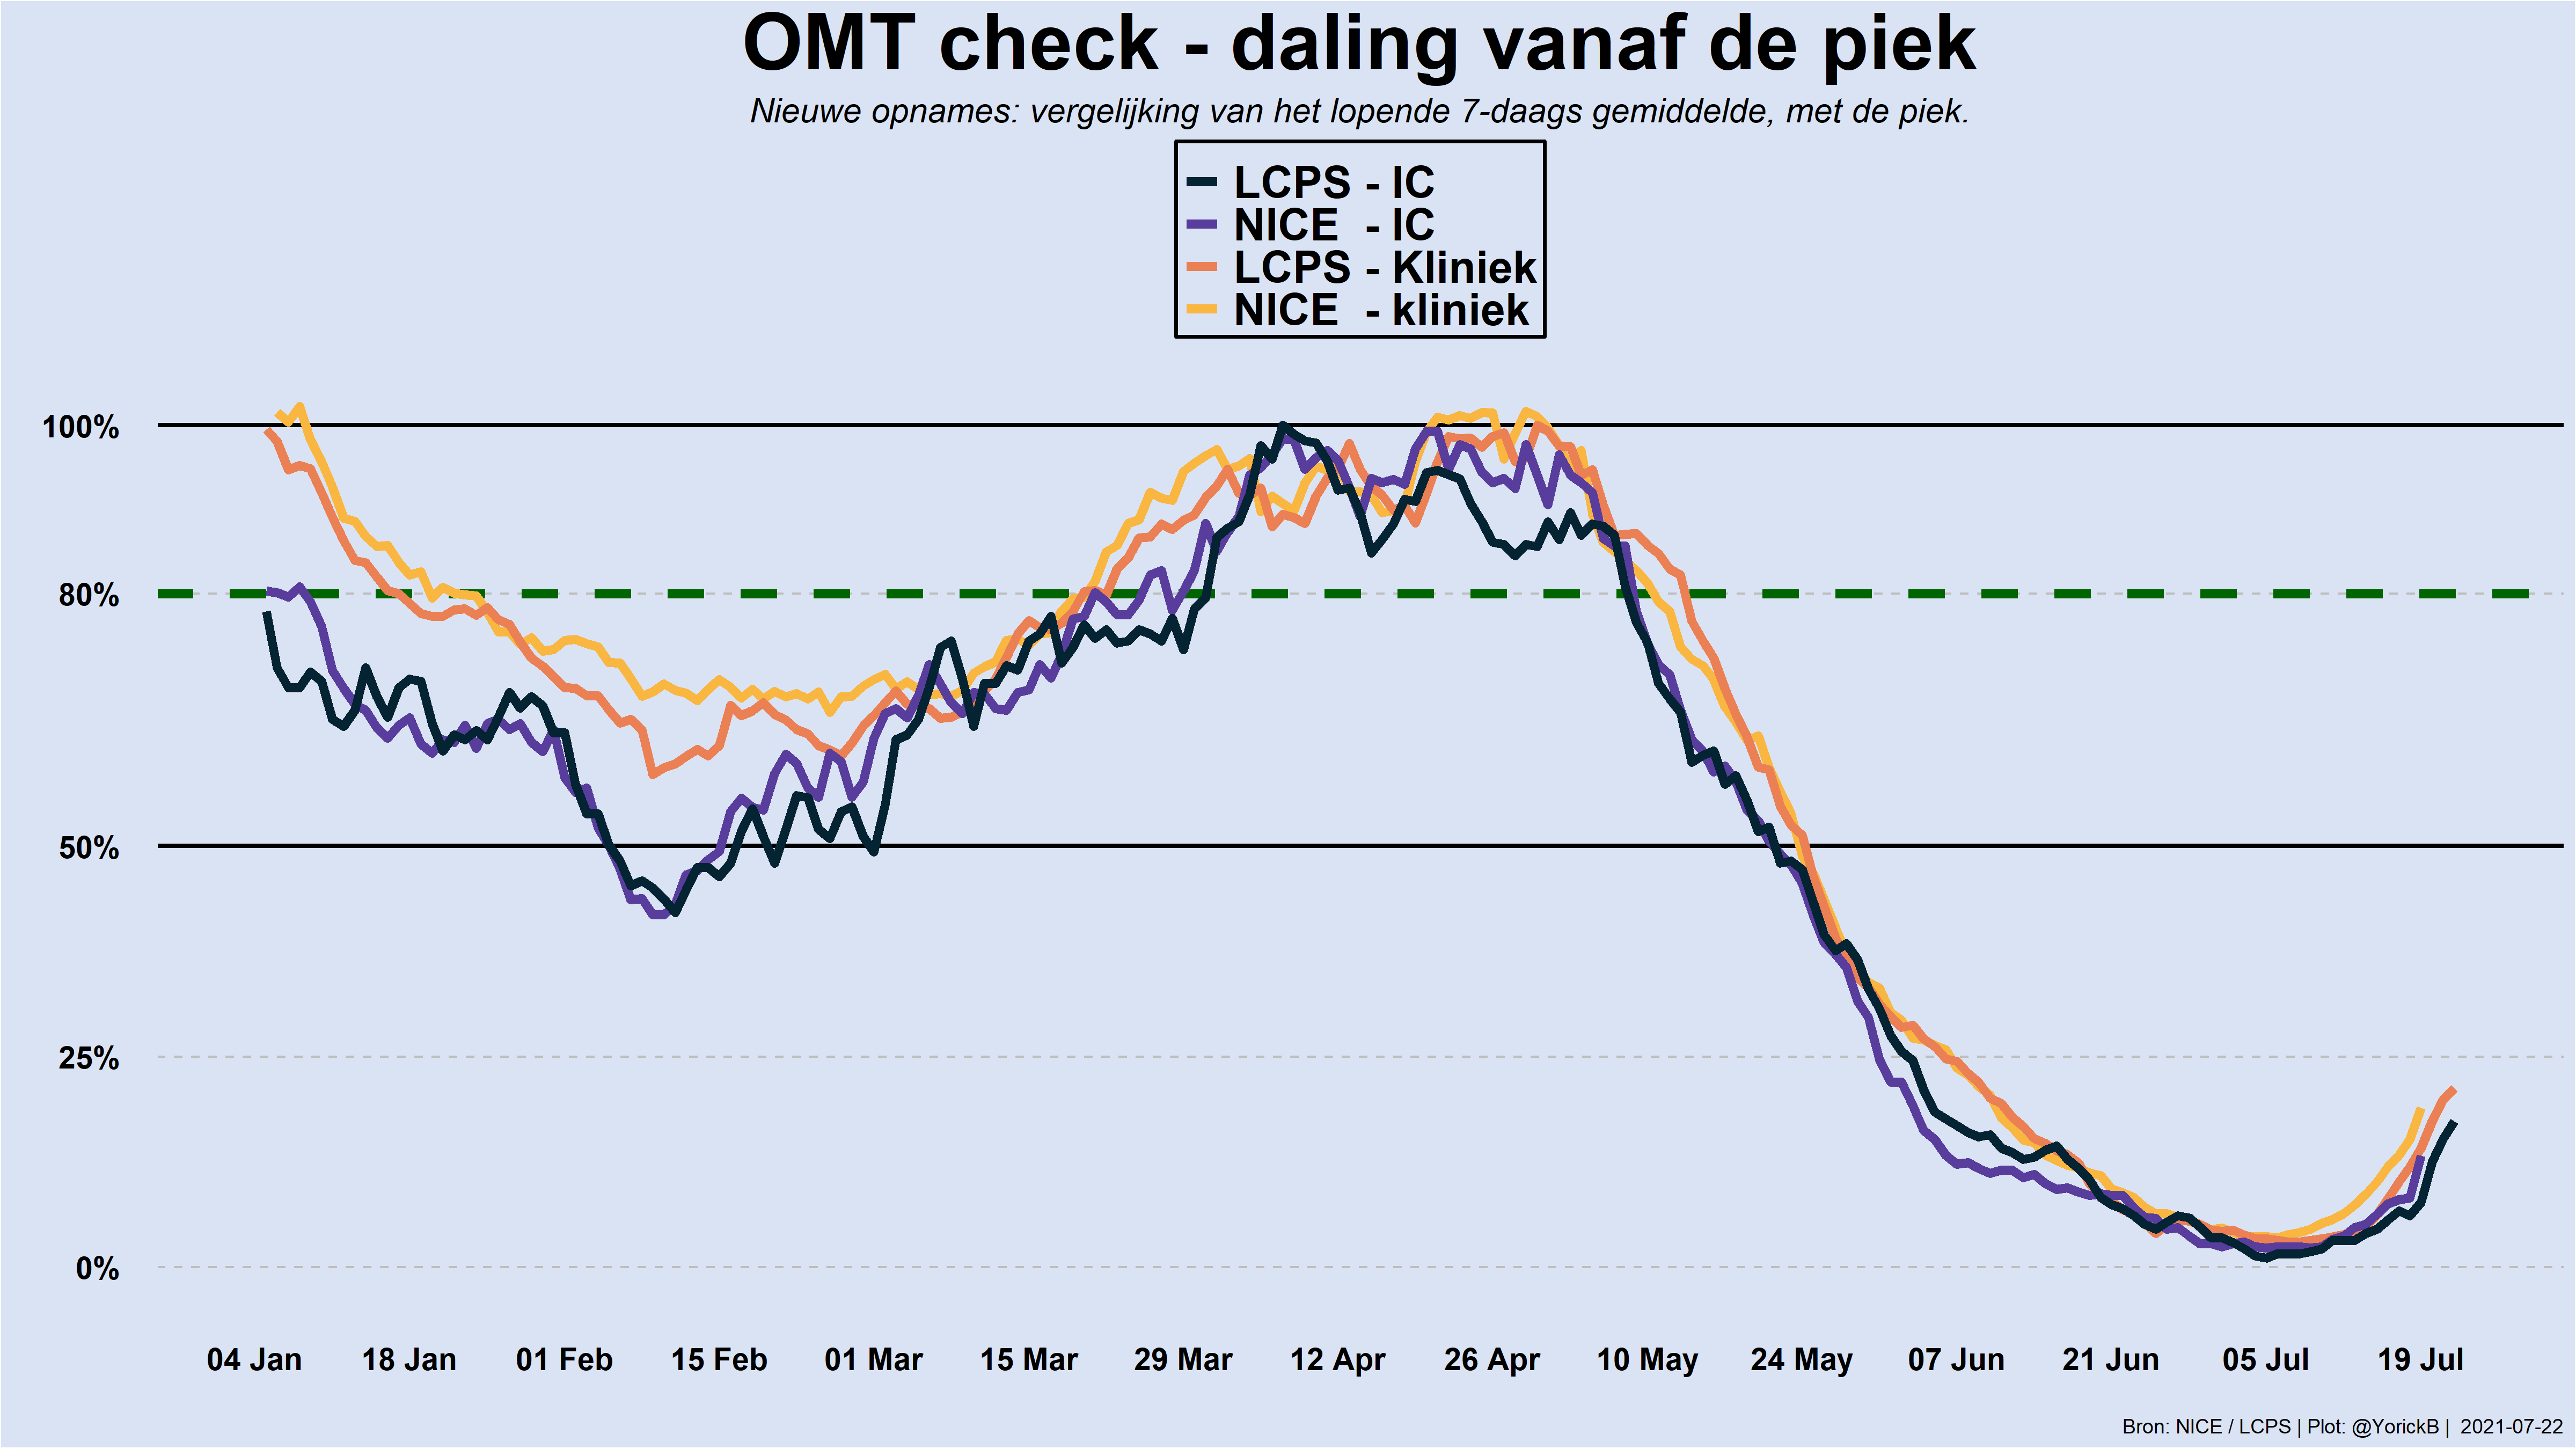 OMT check - daling vanaf de piek
Nieuwe opnames: vergelijking van het lopende 7-daags gemiddelde, met de piek.
LCPS - IC
NICE - IC
LCPS - Kliniek
NICE - kliniek
100%
80%
50%
25%
0%
04 Jan 18 Jan 01 Feb 15 Feb 01 Mar 15 Mar 29 Mar 12 Apr 26 Apr 10 May 24 May 07 Jun 21 Jun 05 Jul 19 Jul
Bron: NICE / LCPS | Plot: @YorickB | 2021-07-22